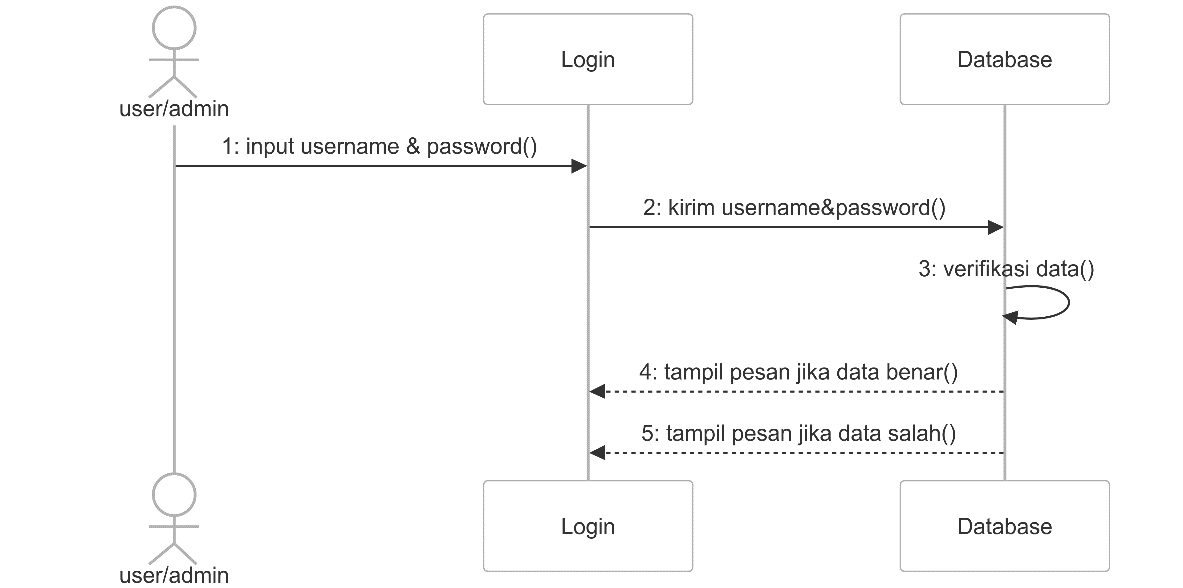 Login
Database
user/admin
1: input username & password()
2: kirim username&password()
3: verifikasi data()
4: tampil pesan jika data benar()
5: tampil pesan jika data salah()
Login
Database
user/admin